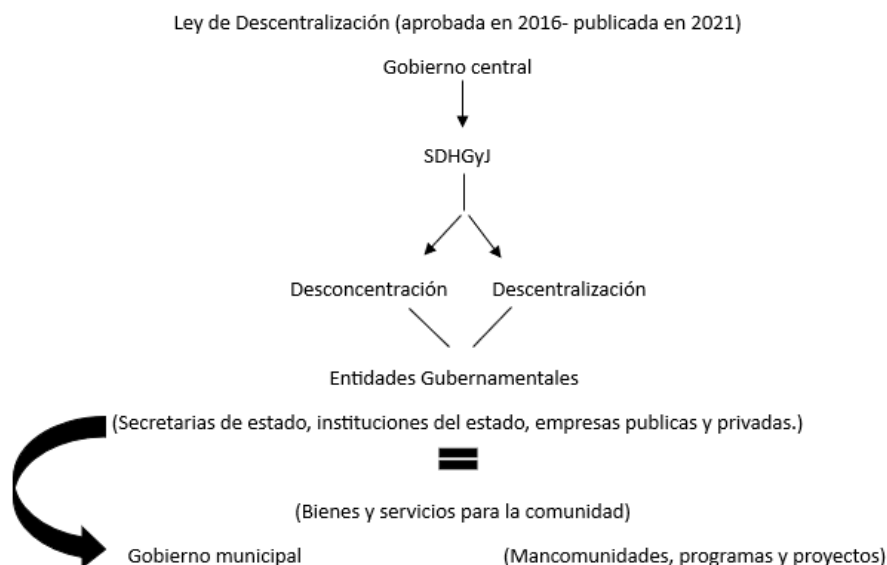 Ley de Descentralización (aprobada en 2016- publicada en 2021)
Gobierno central
SDHGyJ
Desconcentración Descentralización
Entidades Gubernamentales
(Secretarias de estado, instituciones del estado, empresas publicas y privadas.)
(Bienes y servicios para la comunidad)
Gobierno municipal (Mancomunidades, programas y proyectos)